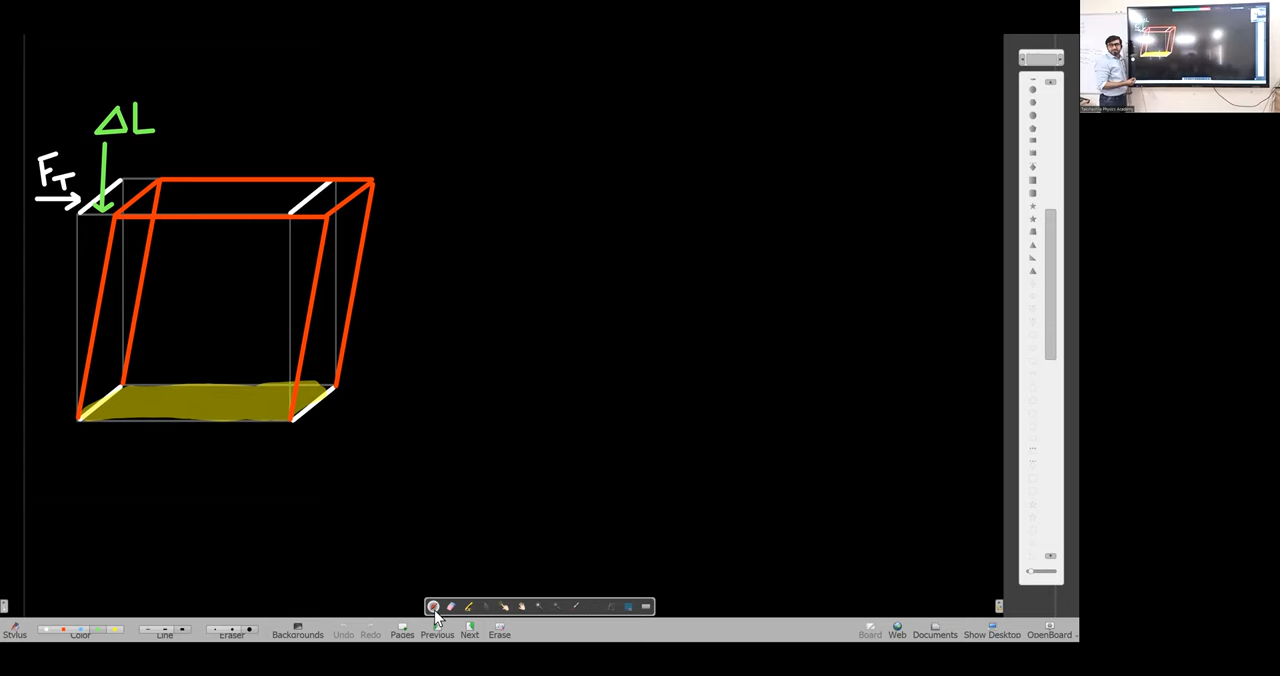 ΔL
F_T
Stylus
Color
Line
Eraser
Backgrounds
Undo
Redo
Pages
Previous
Next
Erase
Board
Web
Documents
Show Desktop
OpenBoard